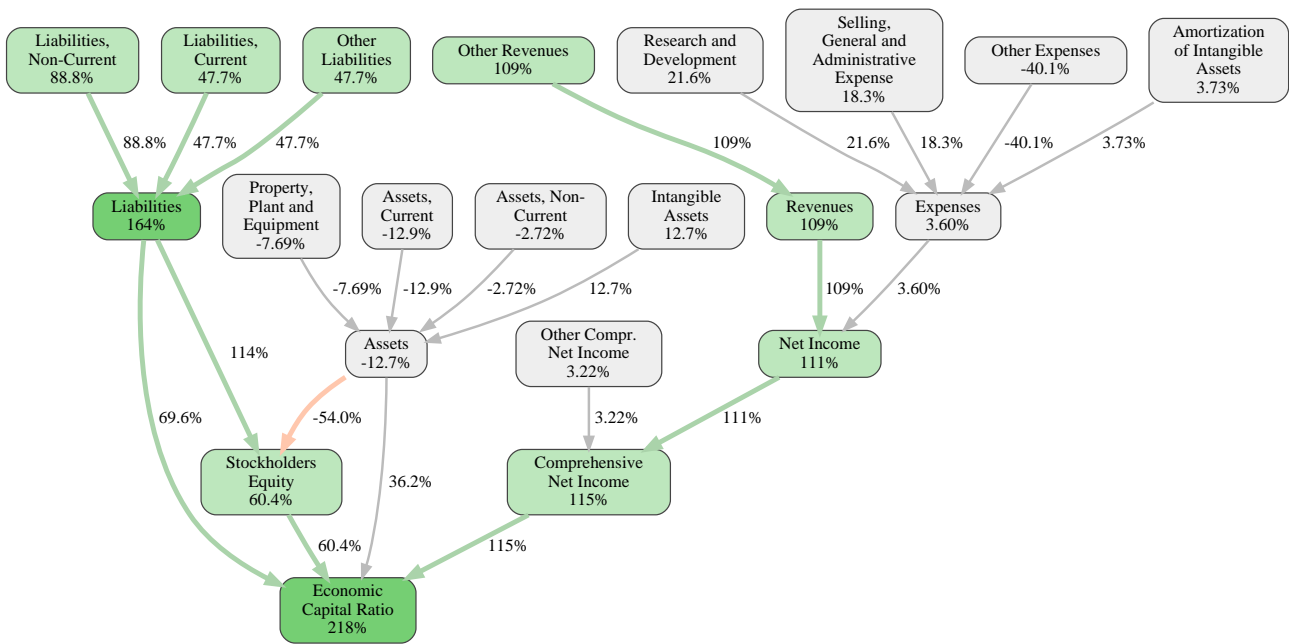 Liabilities,
Non-Current
88.8%
Liabilities,
Current
47.7%
Other
Liabilities
47.7%
Other Revenues
109%
Research and
Development
21.6%
Selling,
General and
Administrative
Expense
18.3%
Other Expenses
-40.1%
Amortization
of Intangible
Assets
3.73%
88.8%
47.7%
47.7%
109%
21.6%
18.3%
-40.1%
3.73%
Liabilities
164%
Property,
Plant and
Equipment
-7.69%
Assets,
Current
-12.9%
Assets, Non-
Current
-2.72%
Intangible
Assets
12.7%
Revenues
109%
Expenses
3.60%
-7.69%
-12.9%
-2.72%
12.7%
109%
3.60%
114%
Assets
-12.7%
Other Compr.
Net Income
3.22%
Net Income
111%
69.6%
-54.0%
3.22%
111%
Stockholders
Equity
60.4%
36.2%
Comprehensive
Net Income
115%
60.4%
115%
Economic
Capital Ratio
218%